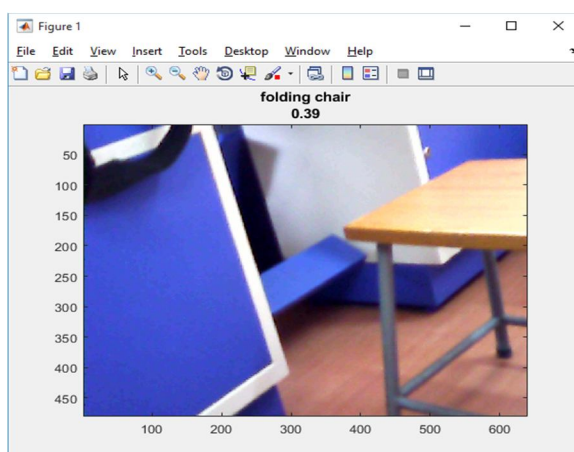 Figure 1
File Edit View Insert Tools Desktop Window Help
folding chair
0.39
50
100
150
200
250
300
350
400
450
100 200 300 400 500 600